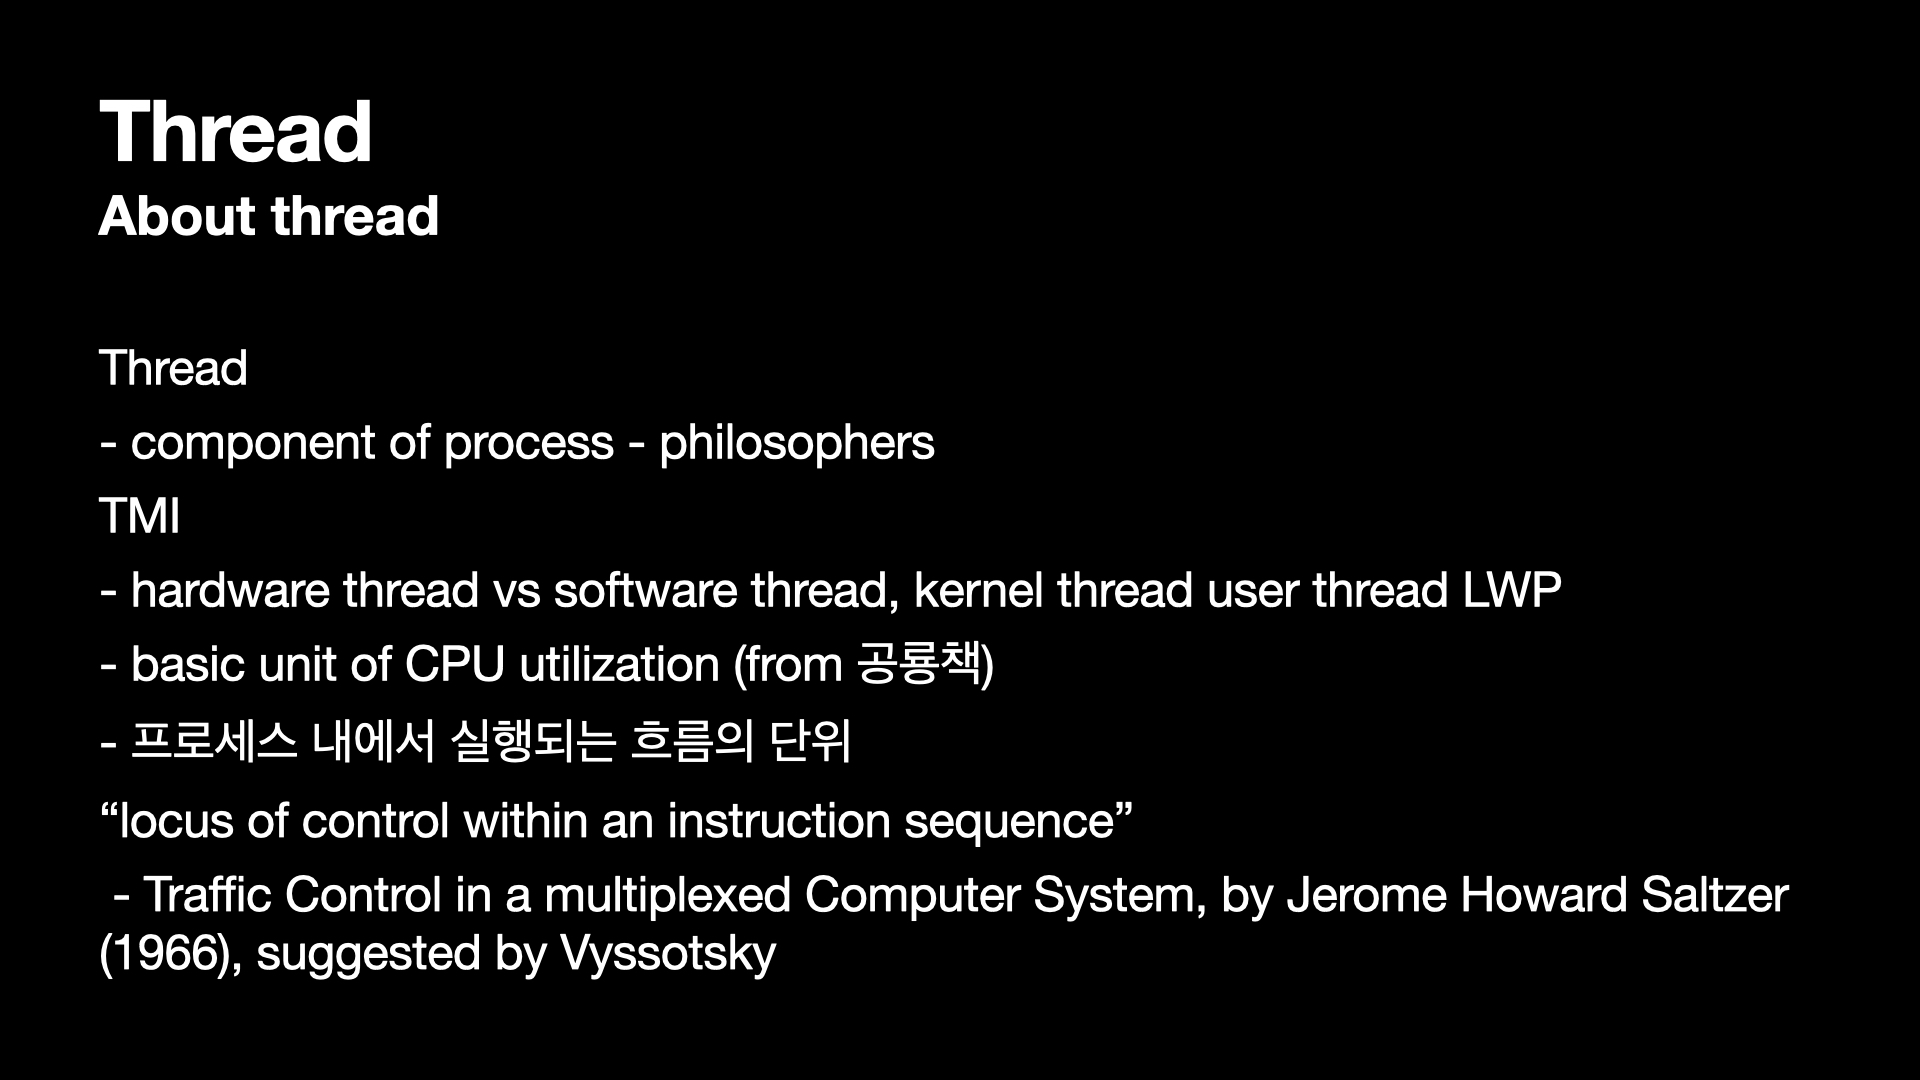 Thread
About thread
Thread
- component of process - philosophers
TMI
- hardware thread vs software thread, kernel thread user thread LWP
- basic unit of CPU utilization (from 공룡책)
- 프로세스 내에서 실행되는 흐름의 단위
“locus of control within an instruction sequence”
- Traffic Control in a multiplexed Computer System, by Jerome Howard Saltzer
(1966), suggested by Vyssotsky